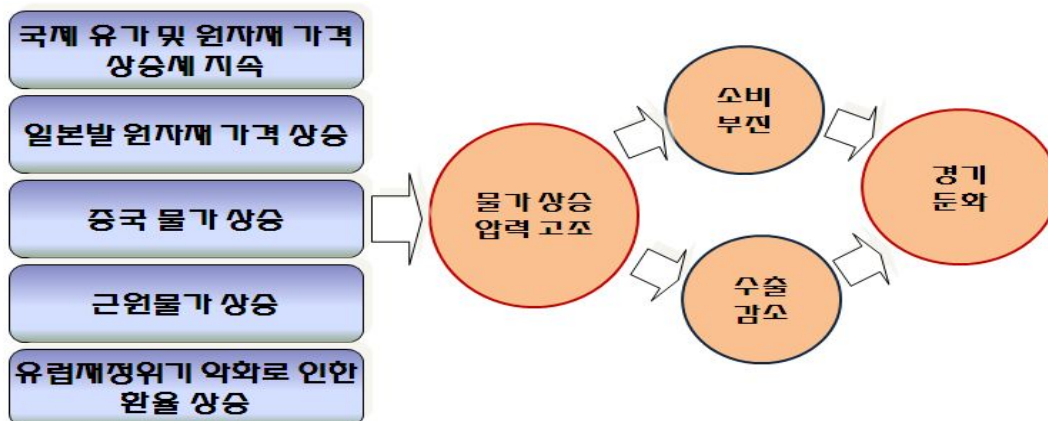 국제 유가 및 원자재 가격
상승세 지속
일본발 원자재 가격 상승
중국 물가 상승
근원물가 상승
유럽재정위기 악화로 인한
환율 상승
물가 상승
압력 고조
소비
부진
수출
감소
경기
둔화